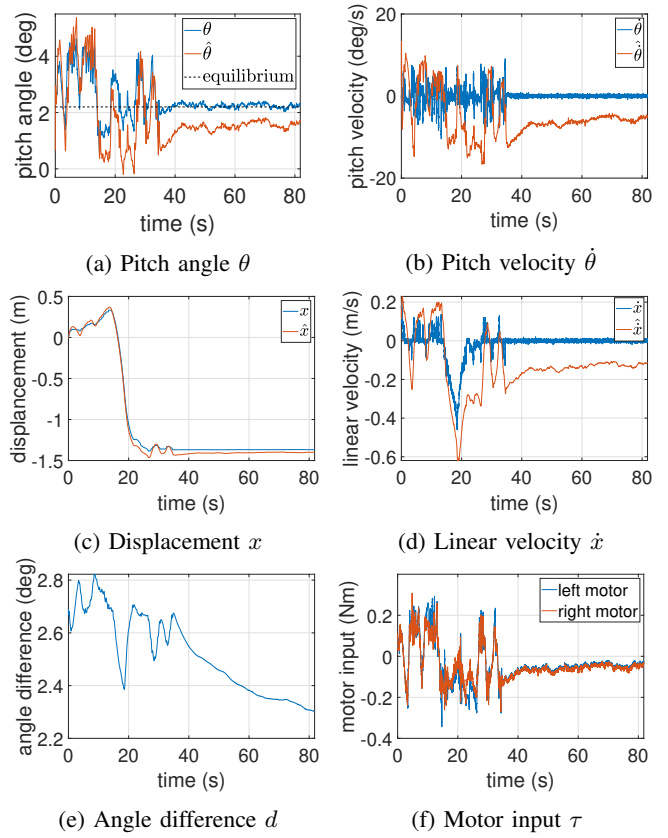 θ
θ̂
equilibrium
pitch angle (deg)
4
2
0
0 20 40 60 80
time (s)
(a) Pitch angle θ
θ̇
θ̇̂
pitch velocity (deg/s)
20
0
-20
0 20 40 60 80
time (s)
(b) Pitch velocity θ̇
x
x̂
displancement (m)
0.5
0
-0.5
-1
-1.5
0 20 40 60 80
time (s)
(c) Displacement x
ẋ
ẋ̂
linear velocity (m/s)
0.2
0
-0.2
-0.4
-0.6
0 20 40 60 80
time (s)
(d) Linear velocity ẋ
angle difference (deg)
2.8
2.6
2.4
2.2
0 20 40 60 80
time (s)
(e) Angle difference d
left motor
right motor
motor input (Nm)
0.2
0
-0.2
-0.4
0 20 40 60 80
time (s)
(f) Motor input τ